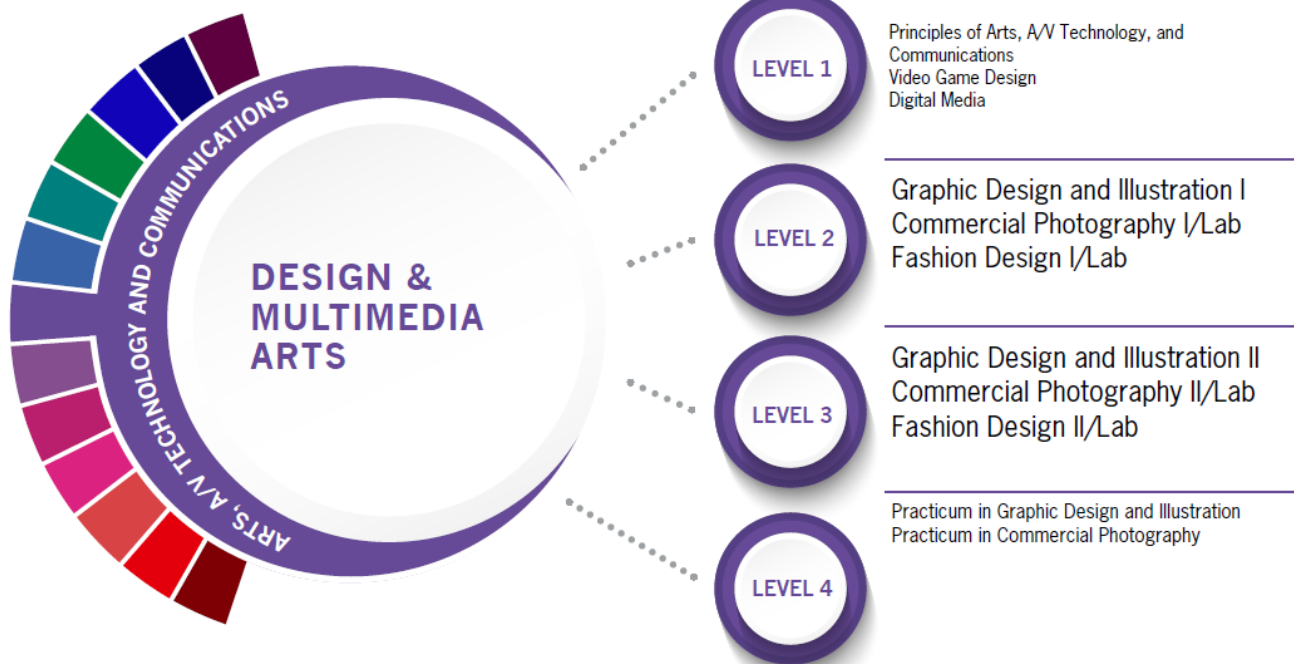 ARTS, A/V TECHNOLOGY AND COMMUNICATIONS
DESIGN &
MULTIMEDIA
ARTS
LEVEL 1
Principles of Arts, A/V Technology, and
Communications
Video Game Design
Digital Media
LEVEL 2
Graphic Design and Illustration I
Commercial Photography I/Lab
Fashion Design I/Lab
LEVEL 3
Graphic Design and Illustration II
Commercial Photography II/Lab
Fashion Design II/Lab
LEVEL 4
Practicum in Graphic Design and Illustration
Practicum in Commercial Photography